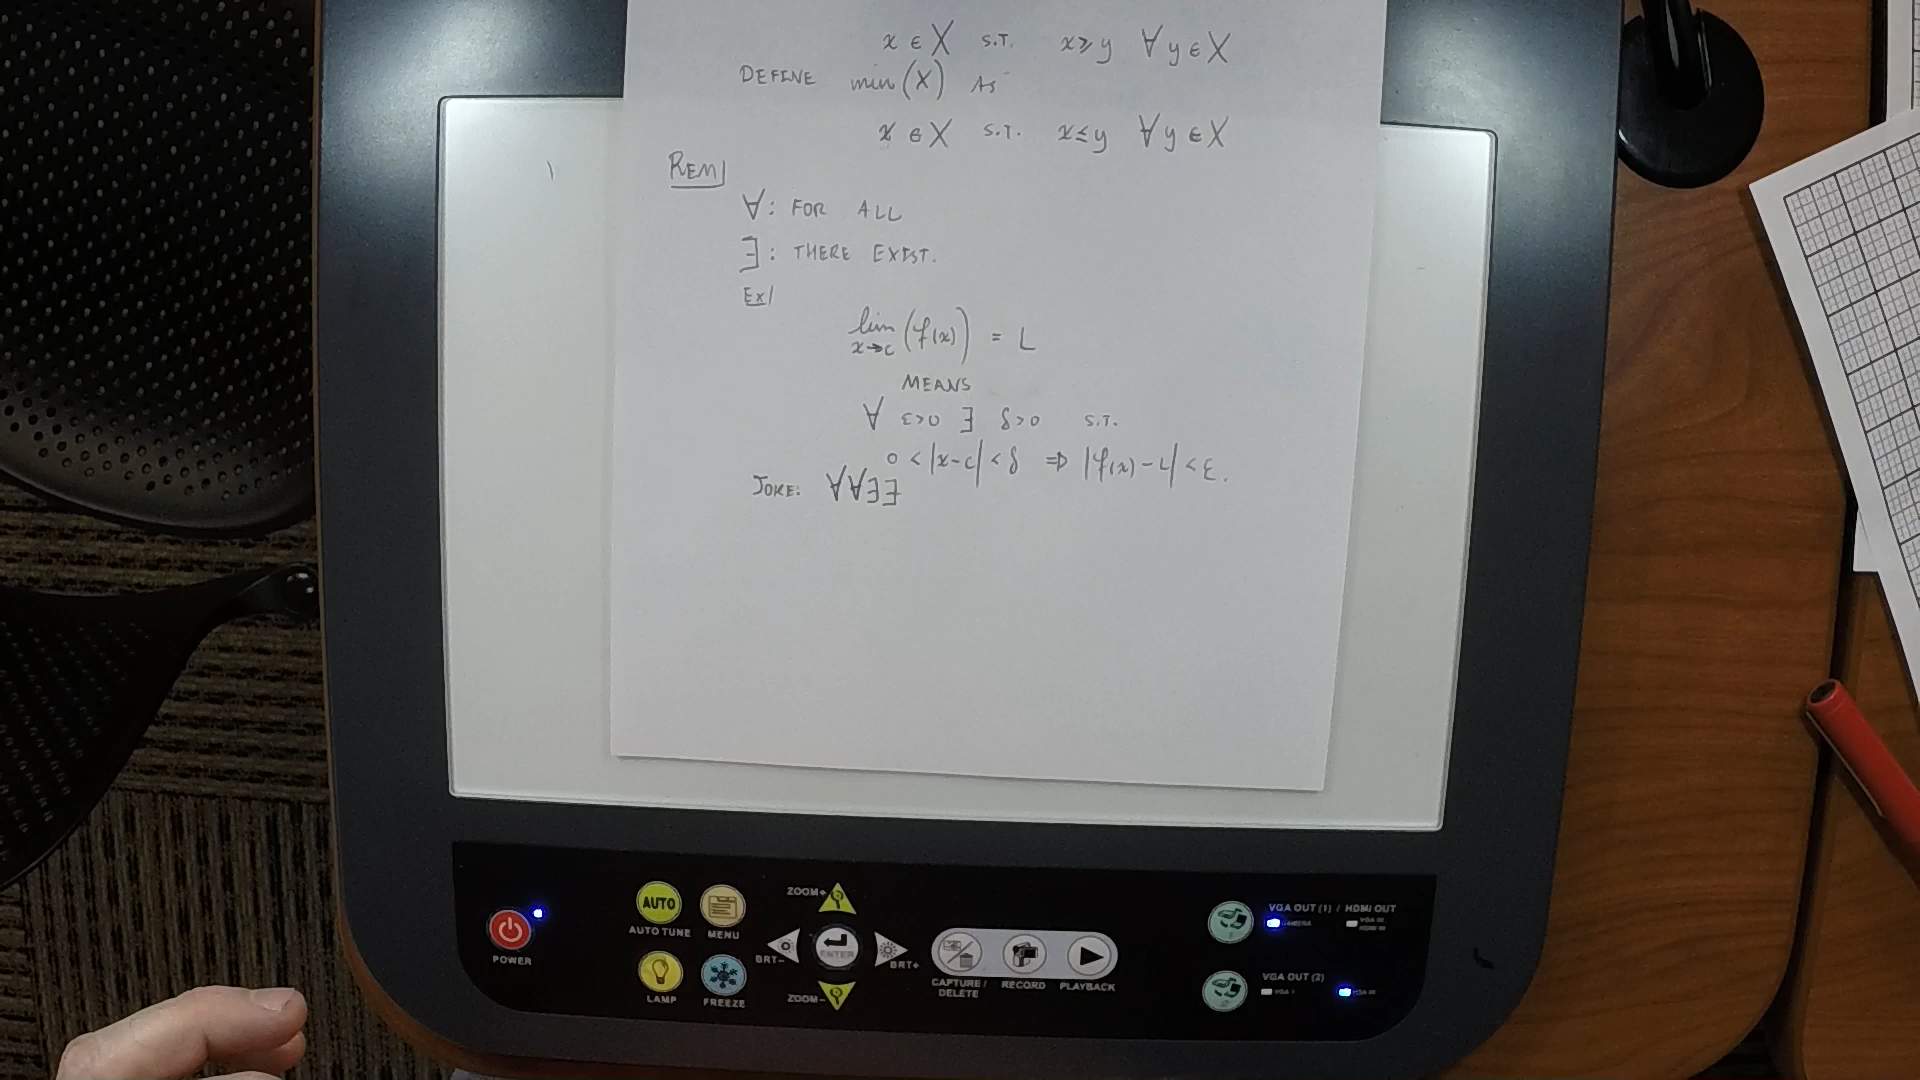 x ∈ X S.T. x ≥ y ∀ y ∈ X
DEFINE min(X) AS
x ∈ X S.T. x ≤ y ∀ y ∈ X
REM
∀: FOR ALL
∃: THERE EXIST.
Ex/
lim x→c (f(x)) = L
MEANS
∀ ε>0 ∃ δ>0 S.T.
0 < |x-c| < δ ⇒ |f(x)-L| < ε.
JOKE: ∀∀∃∃
AUTO
AUTO TUNE
MENU
ZOOM+
BRT-
ENTER
BRT+
ZOOM-
POWER
LAMP
FREEZE
CAPTURE / DELETE
RECORD
PLAYBACK
VGA OUT (1) / HDMI OUT
CAMERA
VGA OUT (2)